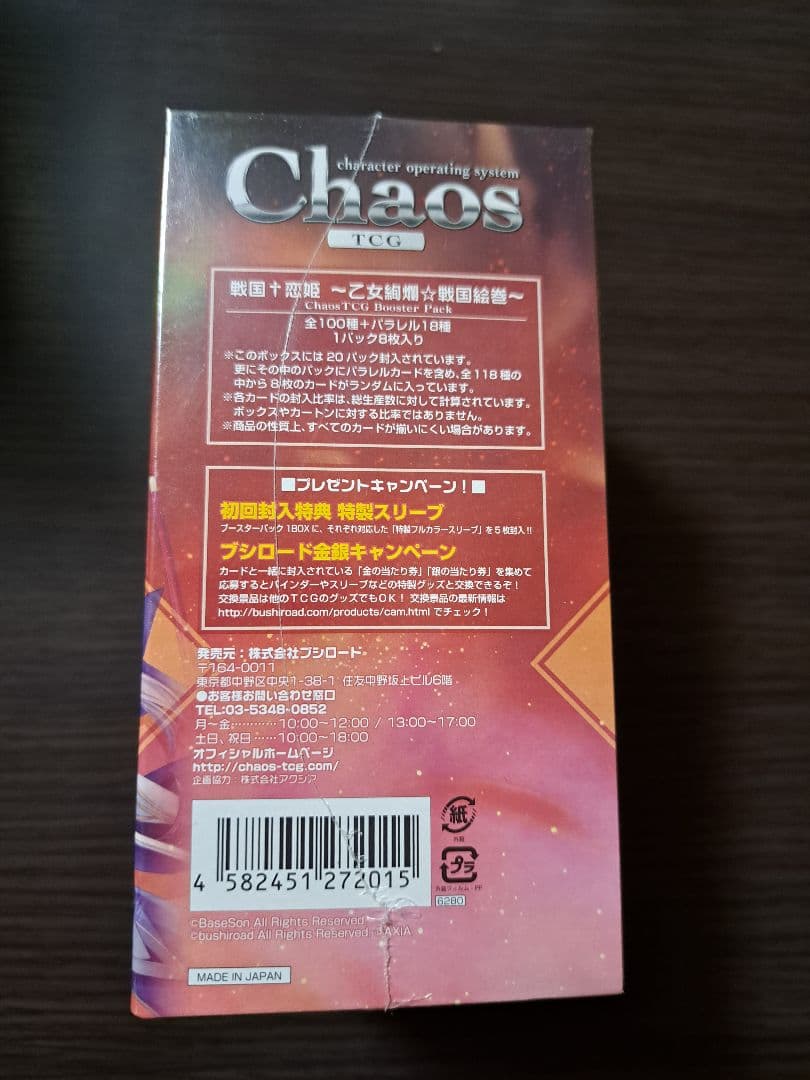 character operating system
Chaos
TCG
戦国†恋姫 ～乙女絢爛☆戦国絵巻～
ChaosTCG Booster Pack
全100種+パラレル18種
1パック8枚入り
※このボックスには20パック封入されています。
更にその中のパックにパラレルカードを含め、全118種の
中から8枚のカードがランダムに入っています。
※各カードの封入比率は、総生産数に対して計算されています。
ボックスやカートンに対する比率ではありません。
※商品の性質上、すべてのカードが揃いにくい場合があります。
■プレゼントキャンペーン！■
初回封入特典 特製スリーブ
ブースターパック1BOXに、それぞれ対応した「特製フルカラースリーブ」を5枚封入!!
ブシロード金銀キャンペーン
カードと一緒に封入されている「金の当たり券」「銀の当たり券」を集めて
応募するとバインダーやスリーブなどの特製グッズと交換できるぞ！
交換景品は他のTCGのグッズでもOK！ 交換景品の最新情報は
http://bushiroad.com/products/cam.html でチェック！
発売元：株式会社ブシロード
〒164-0011
東京都中野区中央1-38-1 住友中野坂上ビル6階
●お客様お問い合わせ窓口
TEL:03-5348-0852
月～金…………10:00～12:00 / 13:00～17:00
土日、祝日……10:00～18:00
オフィシャルホームページ
http://chaos-tcg.com/
企画協力：株式会社アクシア
4 582451 272015
紙
外箱
プラ
外装フィルム・PP
G280
©BaseSon All Rights Reserved.
©bushiroad All Rights Reserved. ©AXIA
MADE IN JAPAN